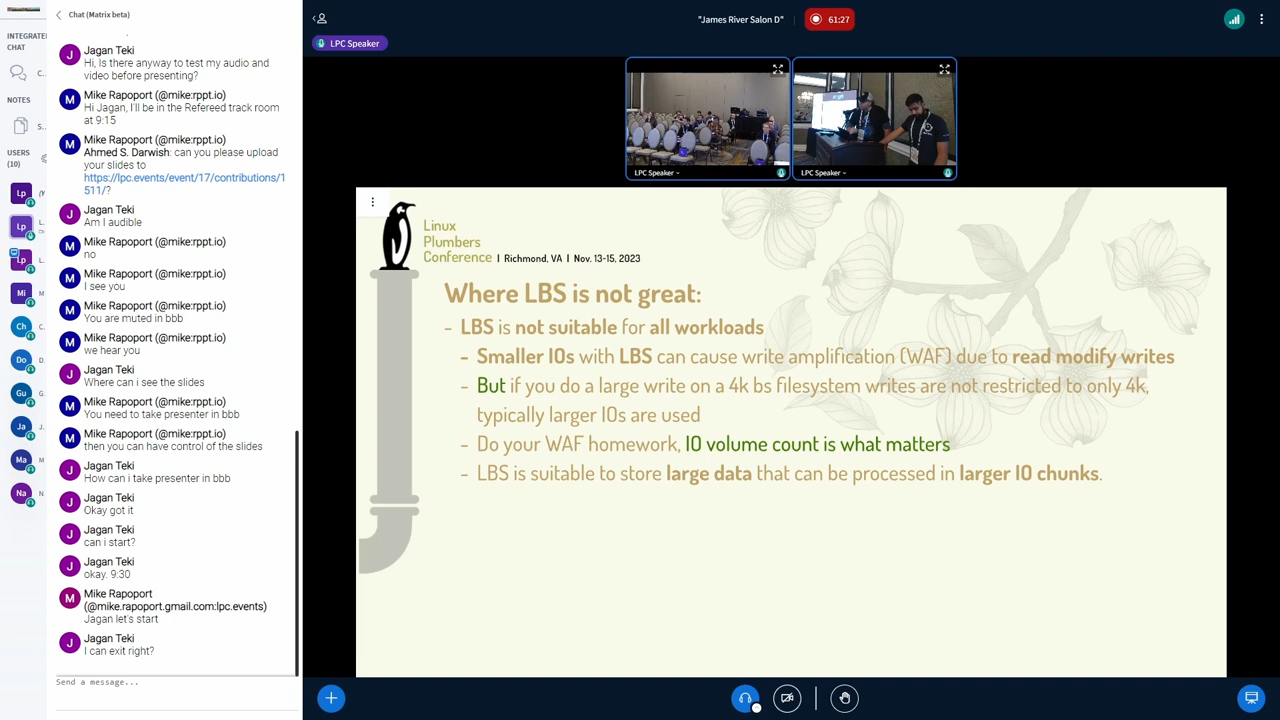 INTEGRATE
CHAT
C..
NOTES
S..
USERS
(10)
Lp
Lp
L..
Lp
L..
Mi
Ch
C.
Do
D.
Gu
G.
Ja
J..
Ma
M
Na
N
Chat (Matrix beta)
J Jagan Teki
Hi, Is there anyway to test my audio and
video before presenting?
M Mike Rapoport (@mike:rppt.io)
Hi Jagan, I'll be in the Refereed track room
at 9:15
M Mike Rapoport (@mike:rppt.io)
Ahmed S. Darwish: can you please upload
your slides to
https://lpc.events/event/17/contributions/1
511/?
J Jagan Teki
Am I audible
M Mike Rapoport (@mike:rppt.io)
no
M Mike Rapoport (@mike:rppt.io)
I see you
M Mike Rapoport (@mike:rppt.io)
You are muted in bbb
M Mike Rapoport (@mike:rppt.io)
we hear you
J Jagan Teki
Where can i see the slides
M Mike Rapoport (@mike:rppt.io)
You need to take presenter in bbb
M Mike Rapoport (@mike:rppt.io)
then you can have control of the slides
J Jagan Teki
How can i take presenter in bbb
J Jagan Teki
Okay got it
J Jagan Teki
can i start?
J Jagan Teki
okay. 9:30
M Mike Rapoport
(@mike.rapoport.gmail.com:lpc.events)
Jagan let's start
J Jagan Teki
I can exit right?
Send a message...
"James River Salon D"
61:27
LPC Speaker
LPC Speaker
LPC Speaker
Linux
Plumbers
Conference | Richmond, VA | Nov. 13-15, 2023
Where LBS is not great:
- LBS is not suitable for all workloads
- Smaller IOs with LBS can cause write amplification (WAF) due to read modify writes
- But if you do a large write on a 4k bs filesystem writes are not restricted to only 4k,
typically larger IOs are used
- Do your WAF homework, IO volume count is what matters
- LBS is suitable to store large data that can be processed in larger IO chunks.